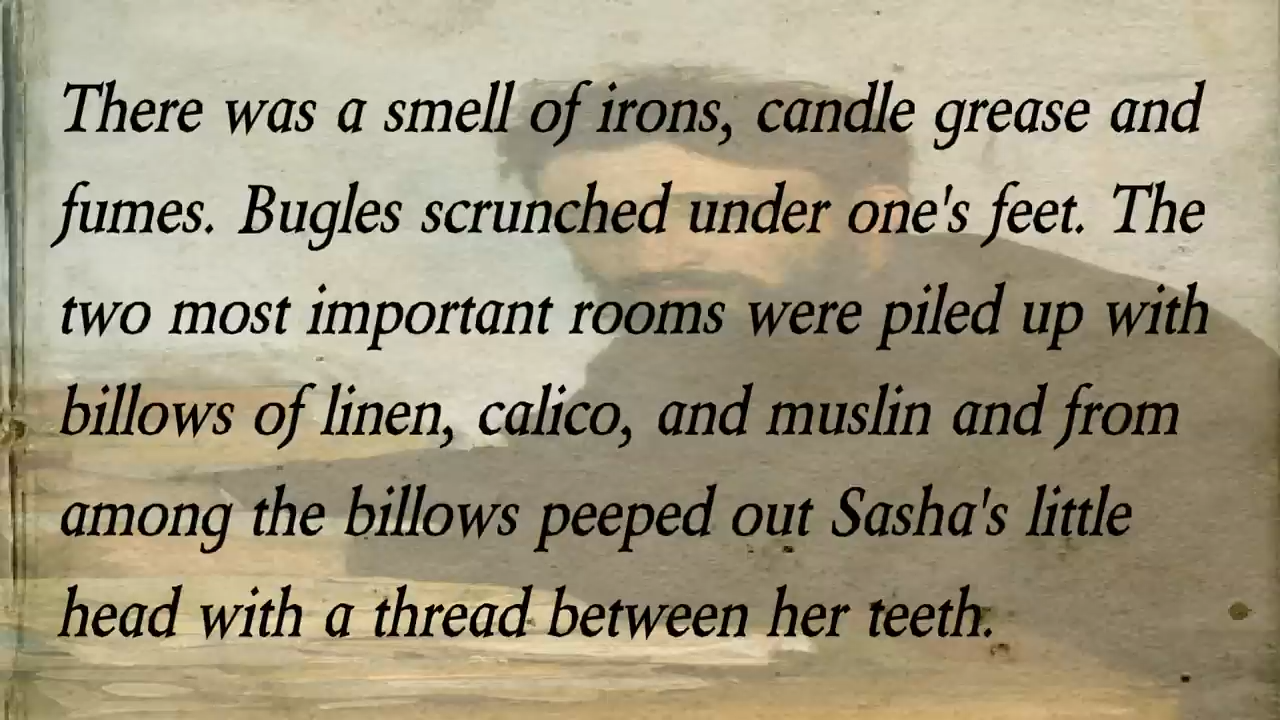 There was a smell of irons, candle grease and
fumes. Bugles scrunched under one's feet. The
two most important rooms were piled up with
billows of linen, calico, and muslin and from
among the billows peeped out Sasha's little
head with a thread between her teeth.